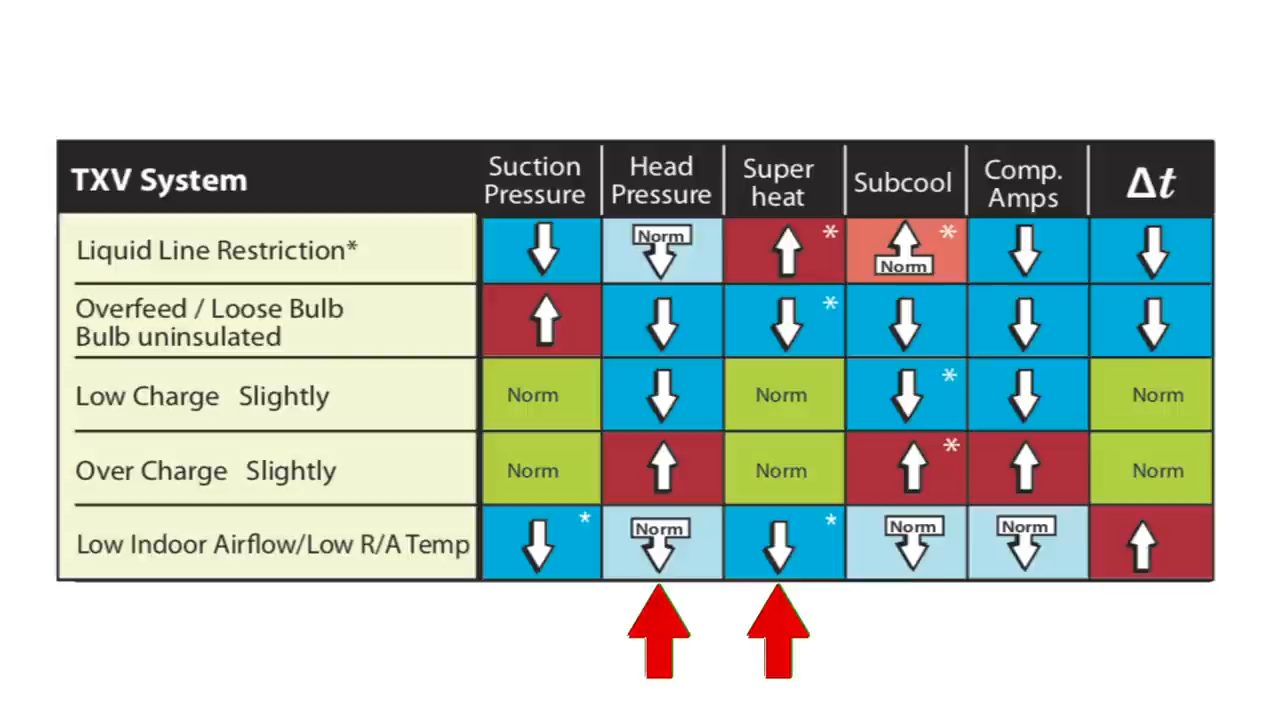 TXV System
Suction
Pressure
Head
Pressure
Super
heat
Subcool
Comp.
Amps
Δt
Liquid Line Restriction*
Norm
*
*
Norm
Overfeed / Loose Bulb
Bulb uninsulated
*
Low Charge Slightly
Norm
Norm
*
Norm
Over Charge Slightly
Norm
Norm
*
Norm
Low Indoor Airflow/Low R/A Temp
*
Norm
*
Norm
Norm